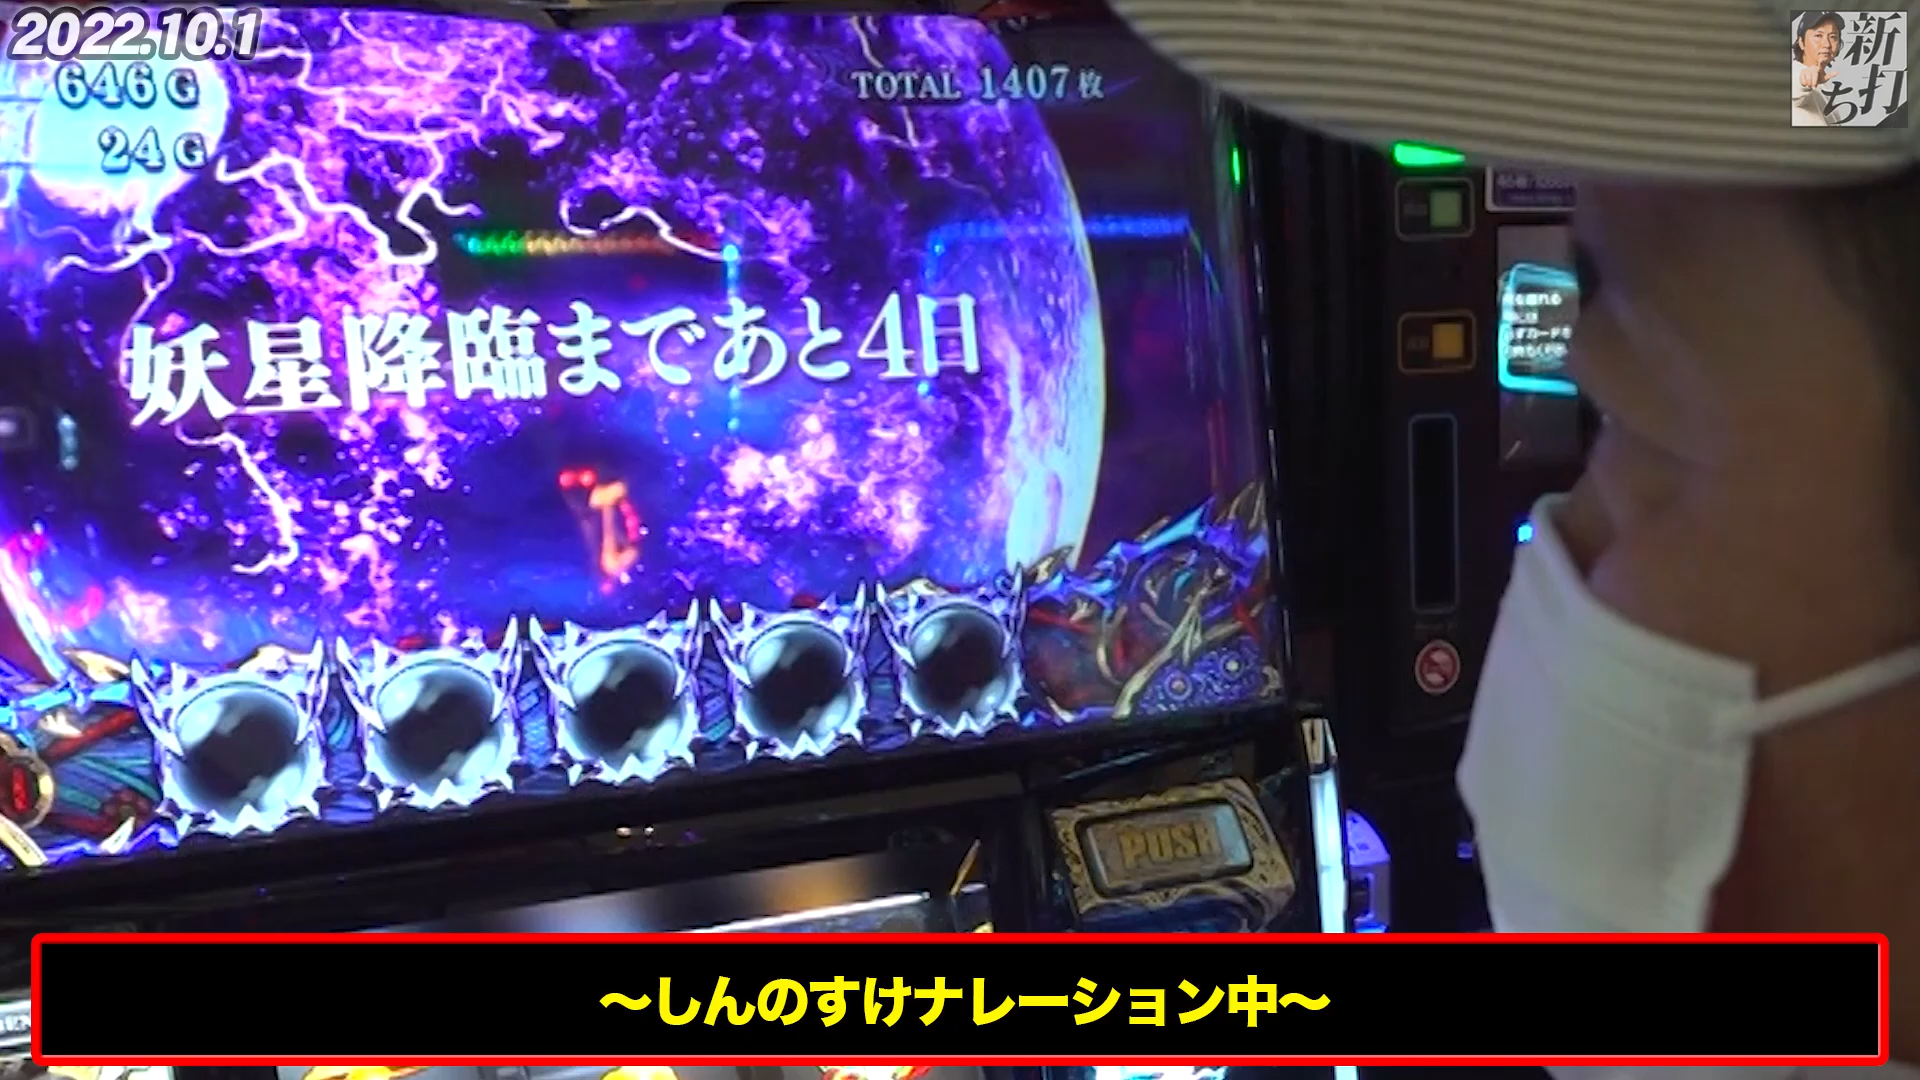 2022.10.1
646G
24G
TOTAL 1407枚
新打ち
妖星降臨まであと4日
PUSH
～しんのすけナレーション中～